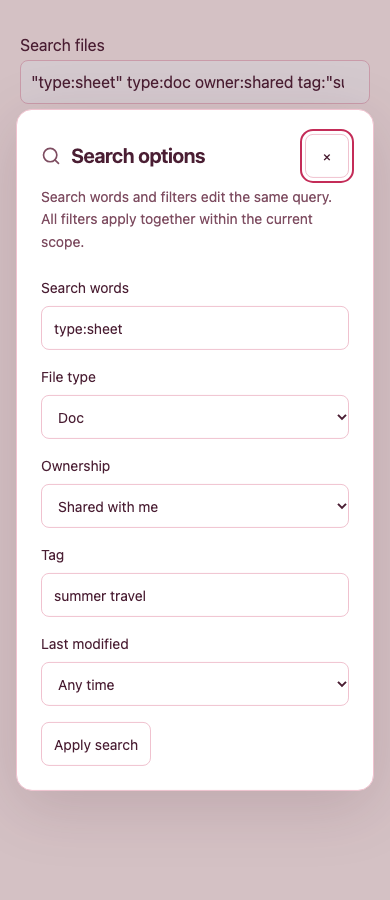 Search files
"type:sheet" type:doc owner:shared tag:"su
Search options
×
Search words and filters edit the same query.
All filters apply together within the current
scope.
Search words
type:sheet
File type
Doc
Ownership
Shared with me
Tag
summer travel
Last modified
Any time
Apply search